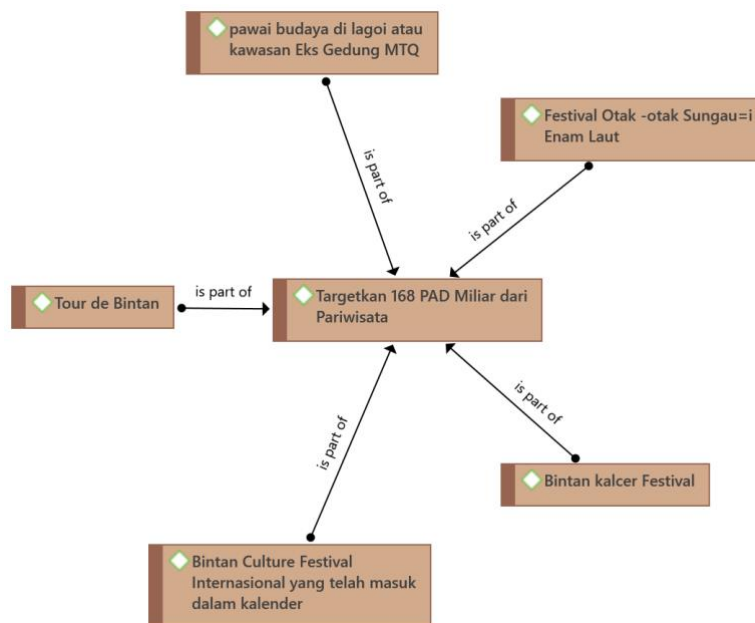 pawai budaya di lagoi atau
kawasan Eks Gedung MTQ
Festival Otak -otak Sungau=i
Enam Laut
is part of
is part of
Tour de Bintan
is part of
Targetkan 168 PAD Miliar dari
Pariwisata
is part of
is part of
Bintan kalcer Festival
Bintan Culture Festival
Internasional yang telah masuk
dalam kalender